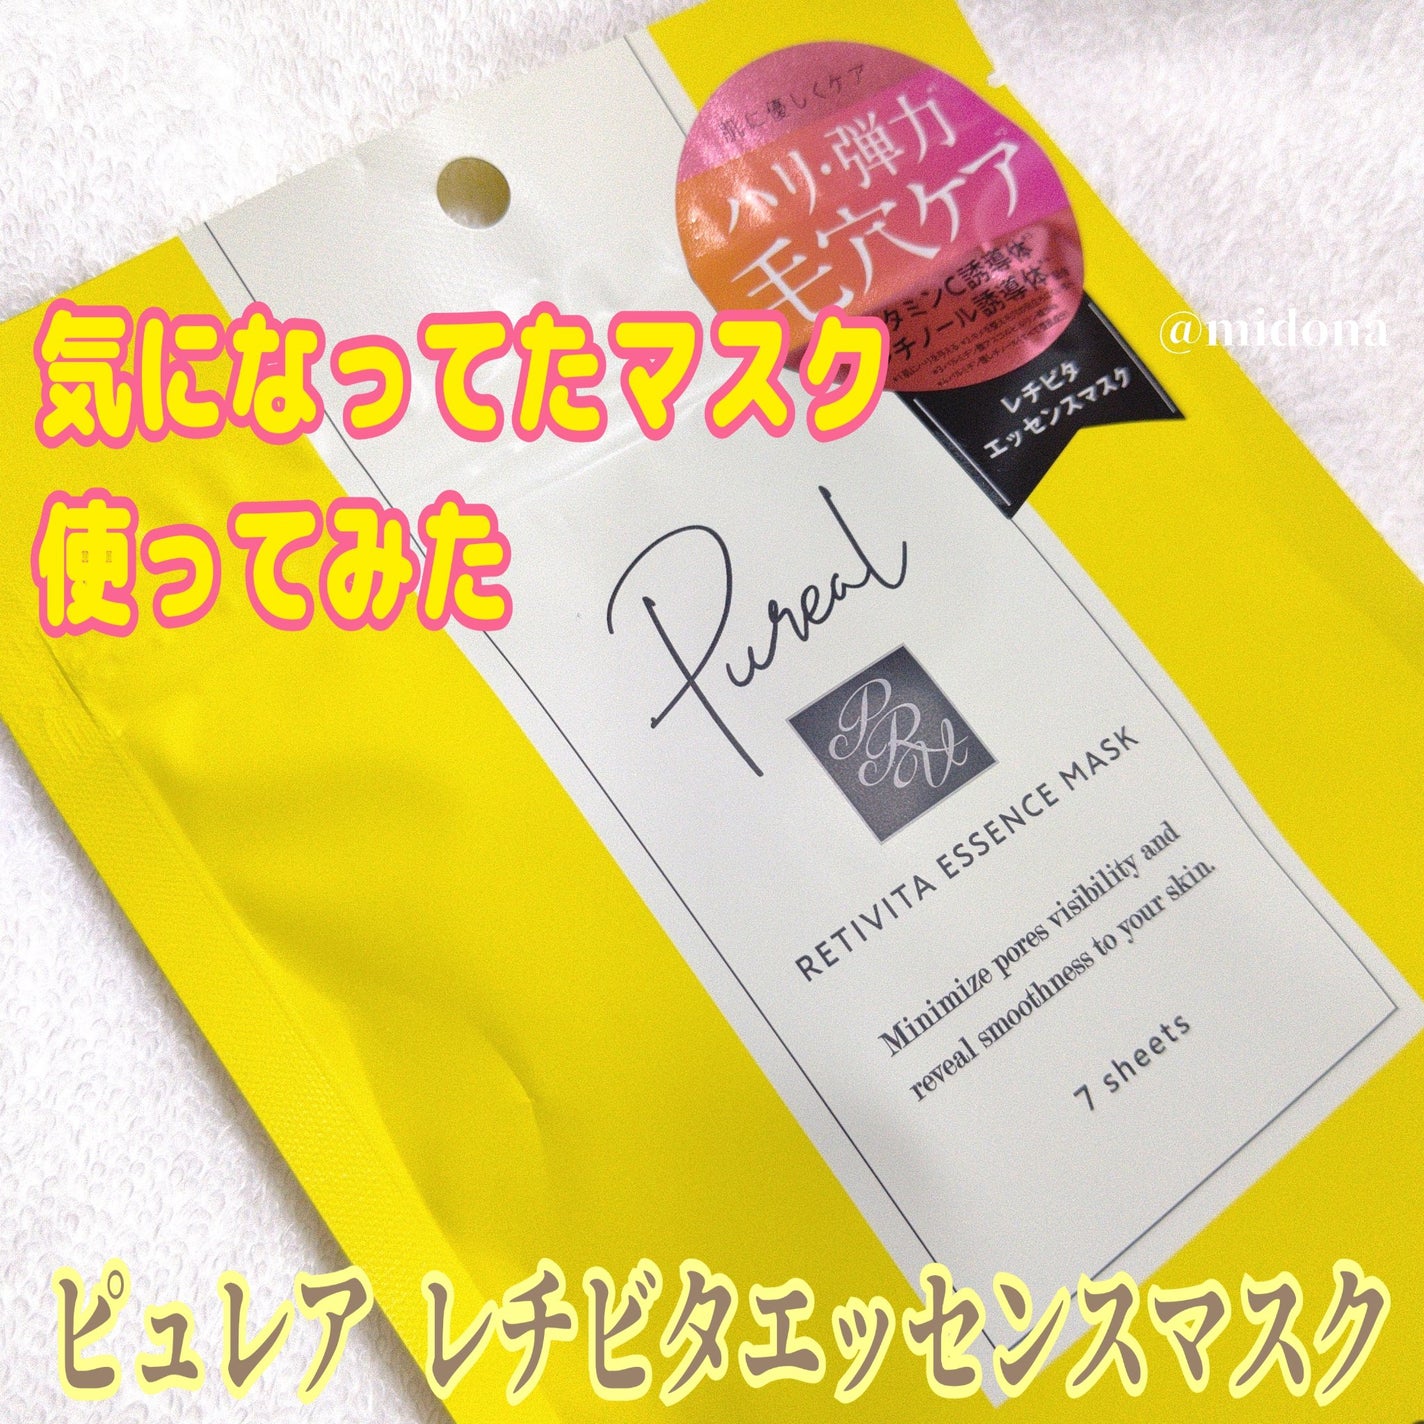 肌に優しくケア
ハリ・弾力
毛穴ケア
タミンC誘導体
チノール誘導体
レチビタ
エッセンスマスク
@midona
気になってたマスク
使ってみた
Pureal
PRU
RETIVITA ESSENCE MASK
Minimize pores visibility and
reveal smoothness to your skin.
7 sheets
ピュレア レチビタエッセンスマスク